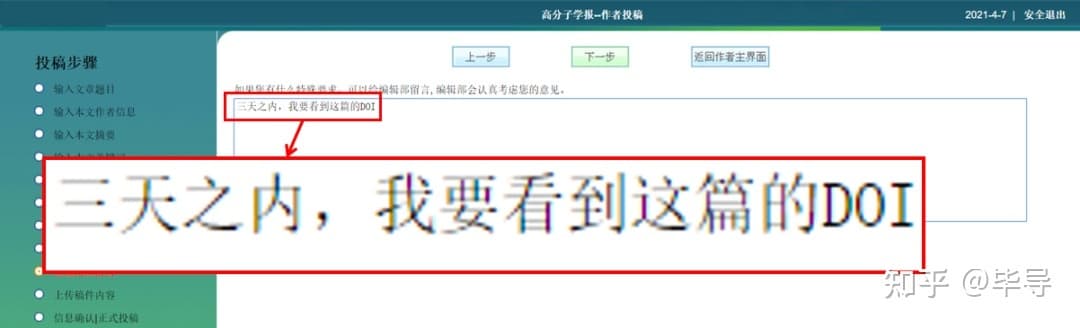 高分子学报--作者投稿
2021-4-7 | 安全退出
投稿步骤
输入文章题目
输入本文作者信息
输入本文摘要
上传稿件内容
信息确认|正式投稿
上一步
下一步
返回作者主界面
如果您有什么特殊要求，可以给编辑部留言,编辑部会认真考虑您的意见。
三天之内，我要看到这篇的DOI
三天之内，我要看到这篇的DOI
知乎 @毕导